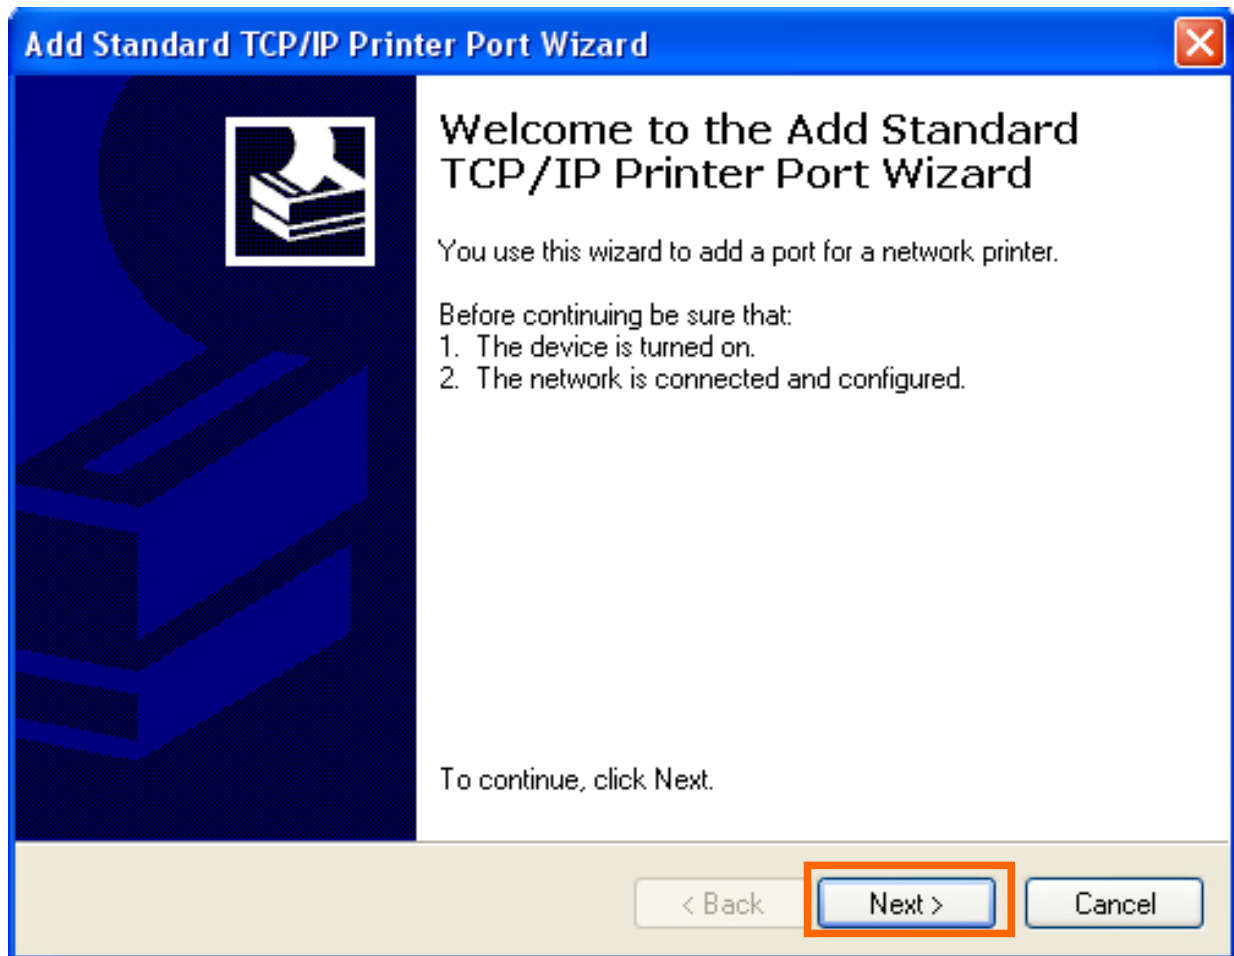 Add Standard TCP/IP Printer Port Wizard
Welcome to the Add Standard
TCP/IP Printer Port Wizard
You use this wizard to add a port for a network printer.
Before continuing be sure that:
1. The device is turned on.
2. The network is connected and configured.
To continue, click Next.
< Back Next > Cancel